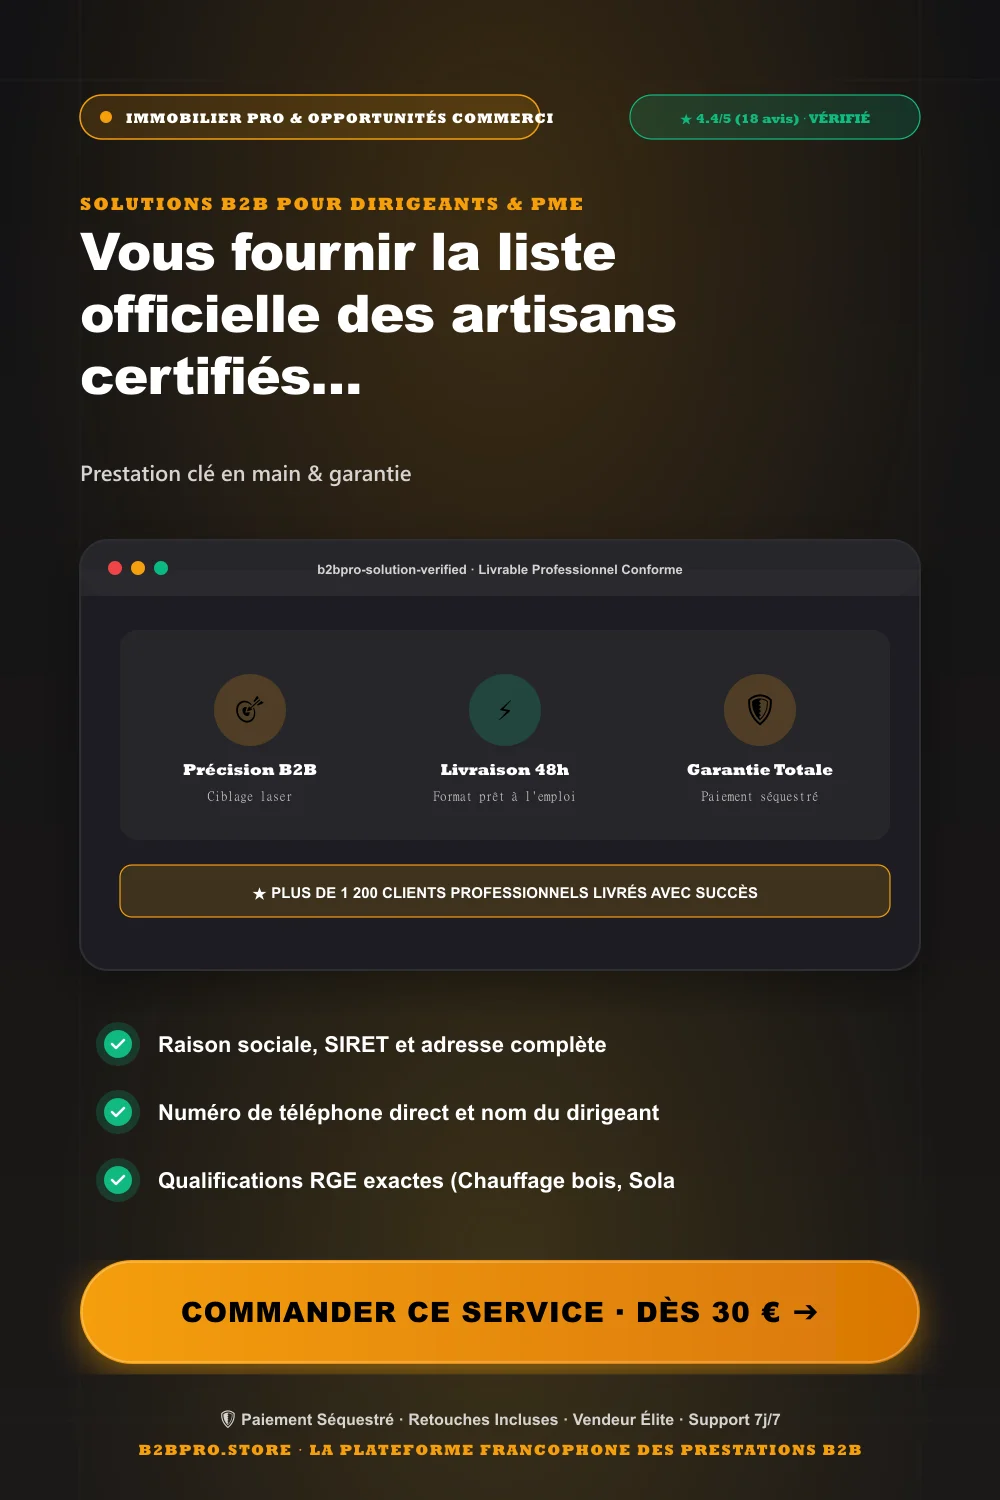 IMMOBILIER PRO & OPPORTUNITÉS COMMERCI
★ 4.4/5 (18 avis) · VÉRIFIÉ
SOLUTIONS B2B POUR DIRIGEANTS & PME
Vous fournir la liste
officielle des artisans
certifiés...
Prestation clé en main & garantie
b2bpro-solution-verified · Livrable Professionnel Conforme
Précision B2B
Ciblage laser
Livraison 48h
Format prêt à l'emploi
Garantie Totale
Paiement séquestré
★ PLUS DE 1 200 CLIENTS PROFESSIONNELS LIVRÉS AVEC SUCCÈS
Raison sociale, SIRET et adresse complète
Numéro de téléphone direct et nom du dirigeant
Qualifications RGE exactes (Chauffage bois, Sola
COMMANDER CE SERVICE · DÈS 30 € ➔
🛡 Paiement Séquestré · Retouches Incluses · Vendeur Élite · Support 7j/7
B2BPRO.STORE · LA PLATEFORME FRANCOPHONE DES PRESTATIONS B2B